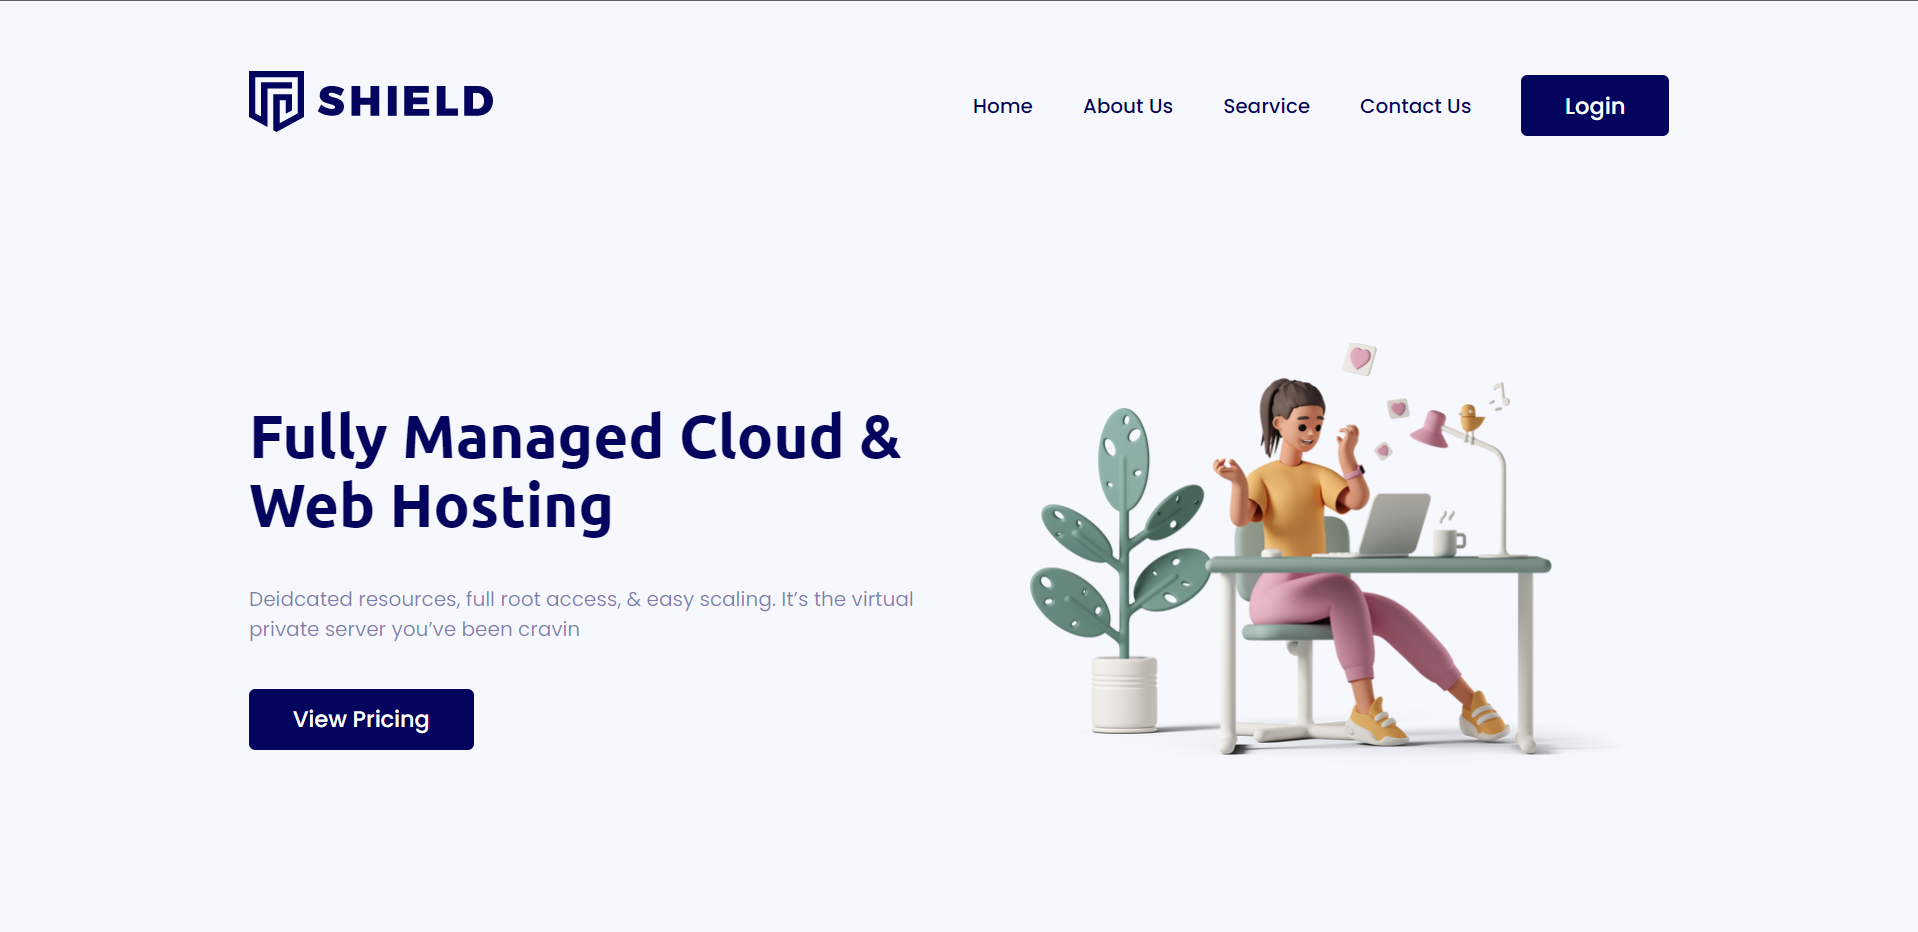 SHIELD
Home About Us Searvice Contact Us Login
Fully Managed Cloud &
Web Hosting
Deidcated resources, full root access, & easy scaling. It’s the virtual
private server you’ve been cravin
View Pricing